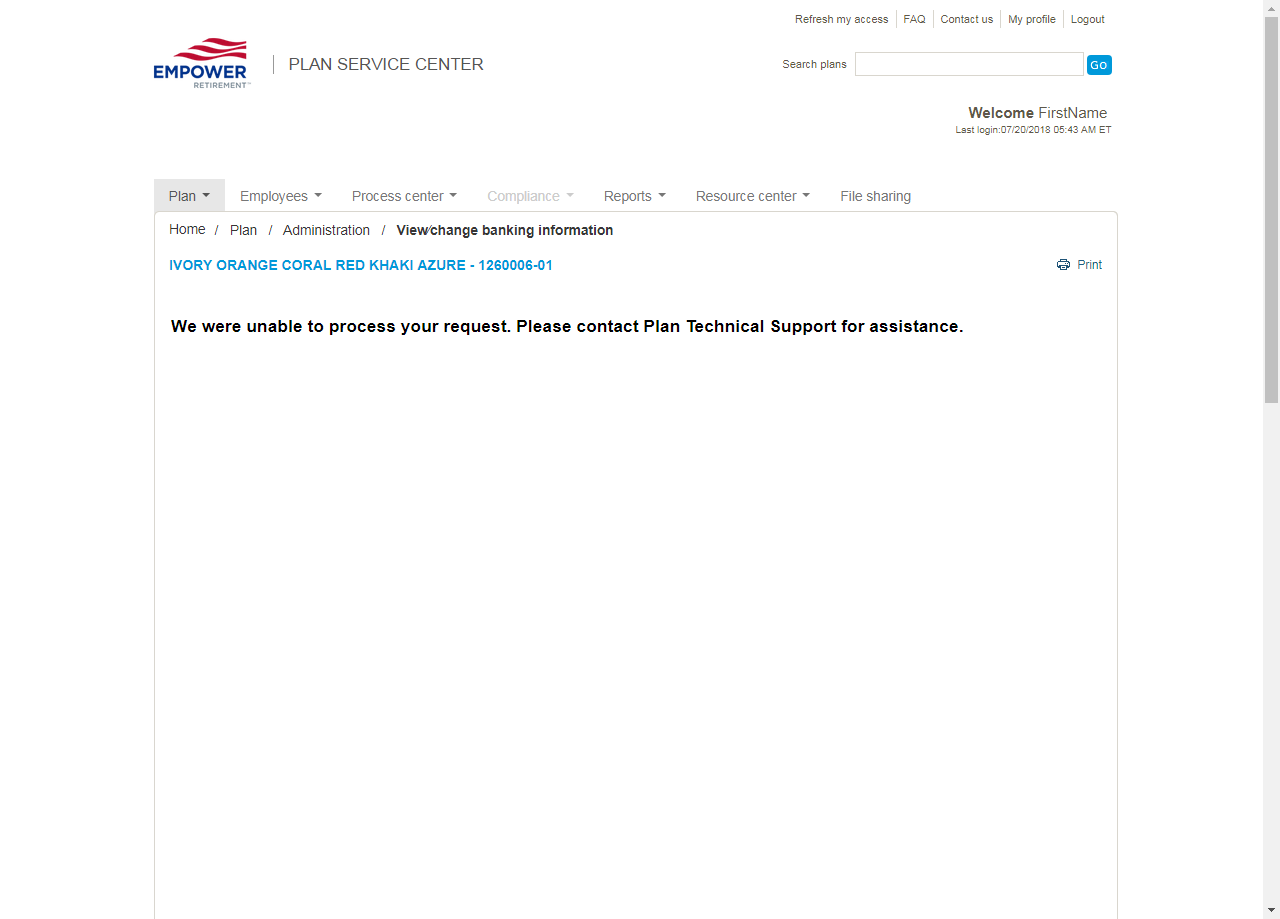 Refresh my access FAQ Contact us My profile Logout
EMPOWER
RETIREMENT™
PLAN SERVICE CENTER
Search plans Go
Welcome FirstName
Last login:07/20/2018 05:43 AM ET
Plan Employees Process center Compliance Reports Resource center File sharing
Home / Plan / Administration / View/change banking information
IVORY ORANGE CORAL RED KHAKI AZURE - 1260006-01
Print
We were unable to process your request. Please contact Plan Technical Support for assistance.